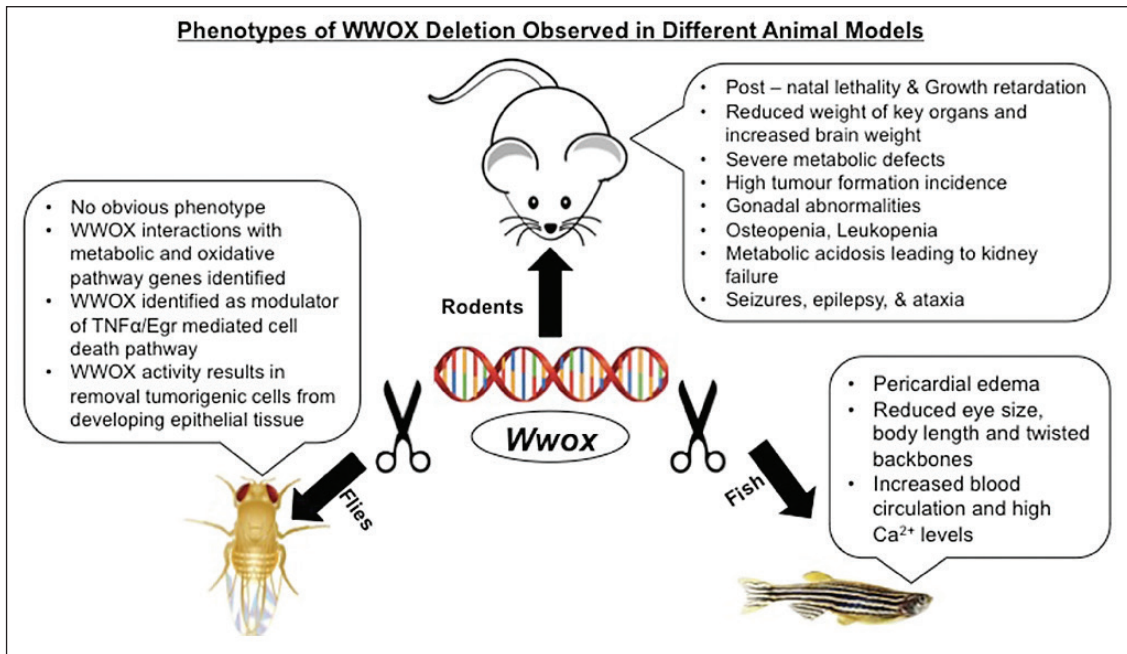 Phenotypes of WWOX Deletion Observed in Different Animal Models
• Post – natal lethality & Growth retardation
• Reduced weight of key organs and
increased brain weight
• Severe metabolic defects
• High tumour formation incidence
• Gonadal abnormalities
• Osteopenia, Leukopenia
• Metabolic acidosis leading to kidney
failure
• Seizures, epilepsy, & ataxia
• No obvious phenotype
• WWOX interactions with
metabolic and oxidative
pathway genes identified
• WWOX identified as modulator
of TNFα/Egr mediated cell
death pathway
• WWOX activity results in
removal tumorigenic cells from
developing epithelial tissue
Rodents
Wwox
Flies
Fish
• Pericardial edema
• Reduced eye size,
body length and twisted
backbones
• Increased blood
circulation and high
Ca²⁺ levels